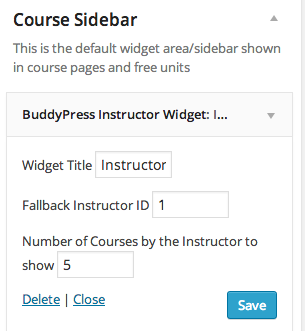 Course Sidebar
This is the default widget area/sidebar shown
in course pages and free units
BuddyPress Instructor Widget: I...
Widget Title Instructor
Fallback Instructor ID 1
Number of Courses by the Instructor to
show 5
Delete | Close Save